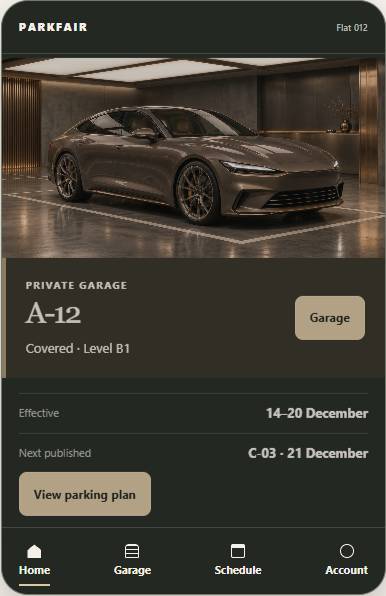 PARKFAIR
Flat 012
PRIVATE GARAGE
A-12
Covered · Level B1
Garage
Effective
14–20 December
Next published
C-03 · 21 December
View parking plan
Home
Garage
Schedule
Account